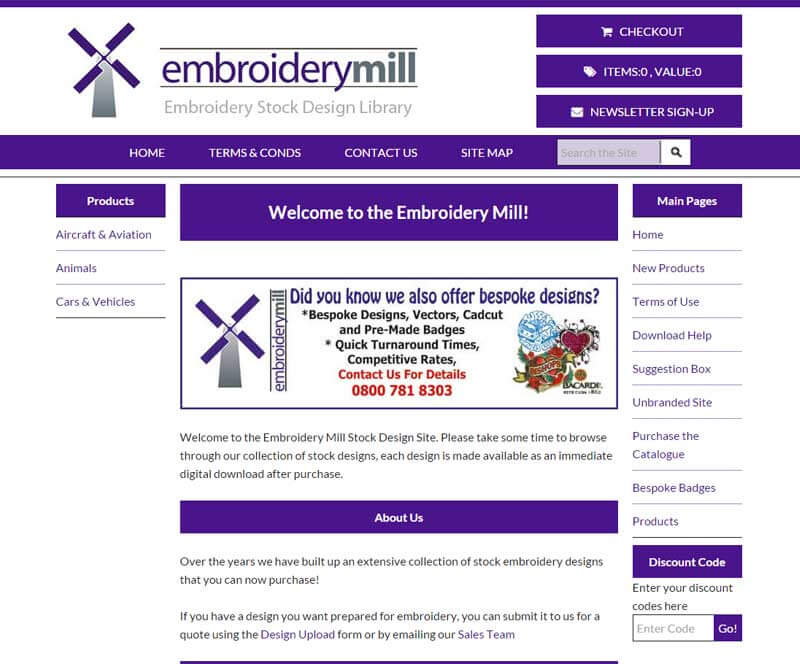 embroiderymill
Embroidery Stock Design Library
CHECKOUT
ITEMS:0 , VALUE:0
NEWSLETTER SIGN-UP
HOME
TERMS & CONDS
CONTACT US
SITE MAP
Search the Site
Products
Aircraft & Aviation
Animals
Cars & Vehicles
Welcome to the Embroidery Mill!
embroiderymill
Did you know we also offer bespoke designs?
*Bespoke Designs, Vectors, Cadcut
and Pre-Made Badges
* Quick Turnaround Times,
Competitive Rates,
Contact Us For Details
0800 781 8303
BACARDI
Welcome to the Embroidery Mill Stock Design Site. Please take some time to browse
through our collection of stock designs, each design is made available as an immediate
digital download after purchase.
About Us
Over the years we have built up an extensive collection of stock embroidery designs
that you can now purchase!
If you have a design you want prepared for embroidery, you can submit it to us for a
quote using the Design Upload form or by emailing our Sales Team
Main Pages
Home
New Products
Terms of Use
Download Help
Suggestion Box
Unbranded Site
Purchase the
Catalogue
Bespoke Badges
Products
Discount Code
Enter your discount
codes here
Enter Code
Go!